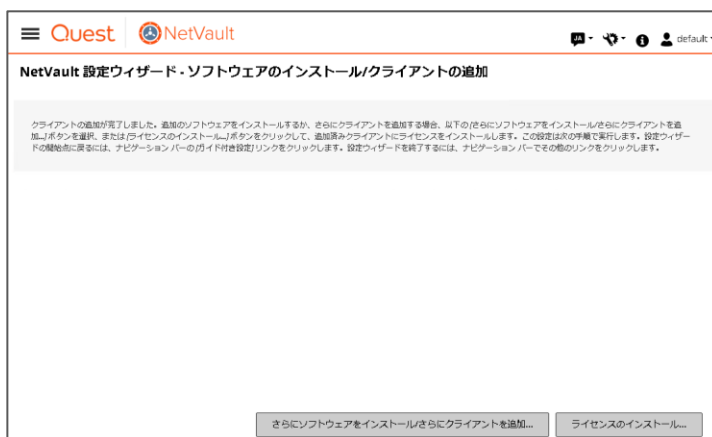 Quest NetVault
JA default
NetVault 設定ウィザード - ソフトウェアのインストール/クライアントの追加
クライアントの追加が完了しました。追加のソフトウェアをインストールするか、さらにクライアントを追加する場合、以下の[さらにソフトウェアをインストール/さらにクライアントを追
加...]ボタンを選択、または[ライセンスのインストール...]ボタンをクリックして、追加済みクライアントにライセンスをインストールします。この設定は次の手順で実行します。設定ウィザー
ドの開始点に戻るには、ナビゲーション バーの[ガイド付き設定]リンクをクリックします。設定ウィザードを終了するには、ナビゲーション バーでその他のリンクをクリックします。
さらにソフトウェアをインストール/さらにクライアントを追加...
ライセンスのインストール...